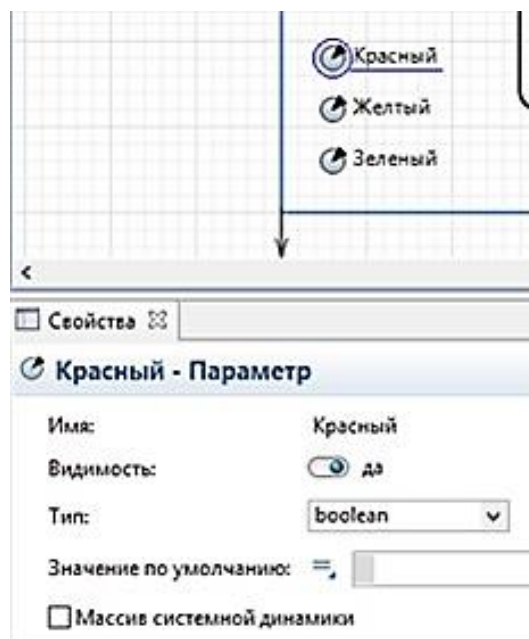 Красный
Желтый
Зеленый
Свойства
Красный - Параметр
Имя: Красный
Видимость: да
Тип: boolean
Значение по умолчанию:
Массив системной динамики